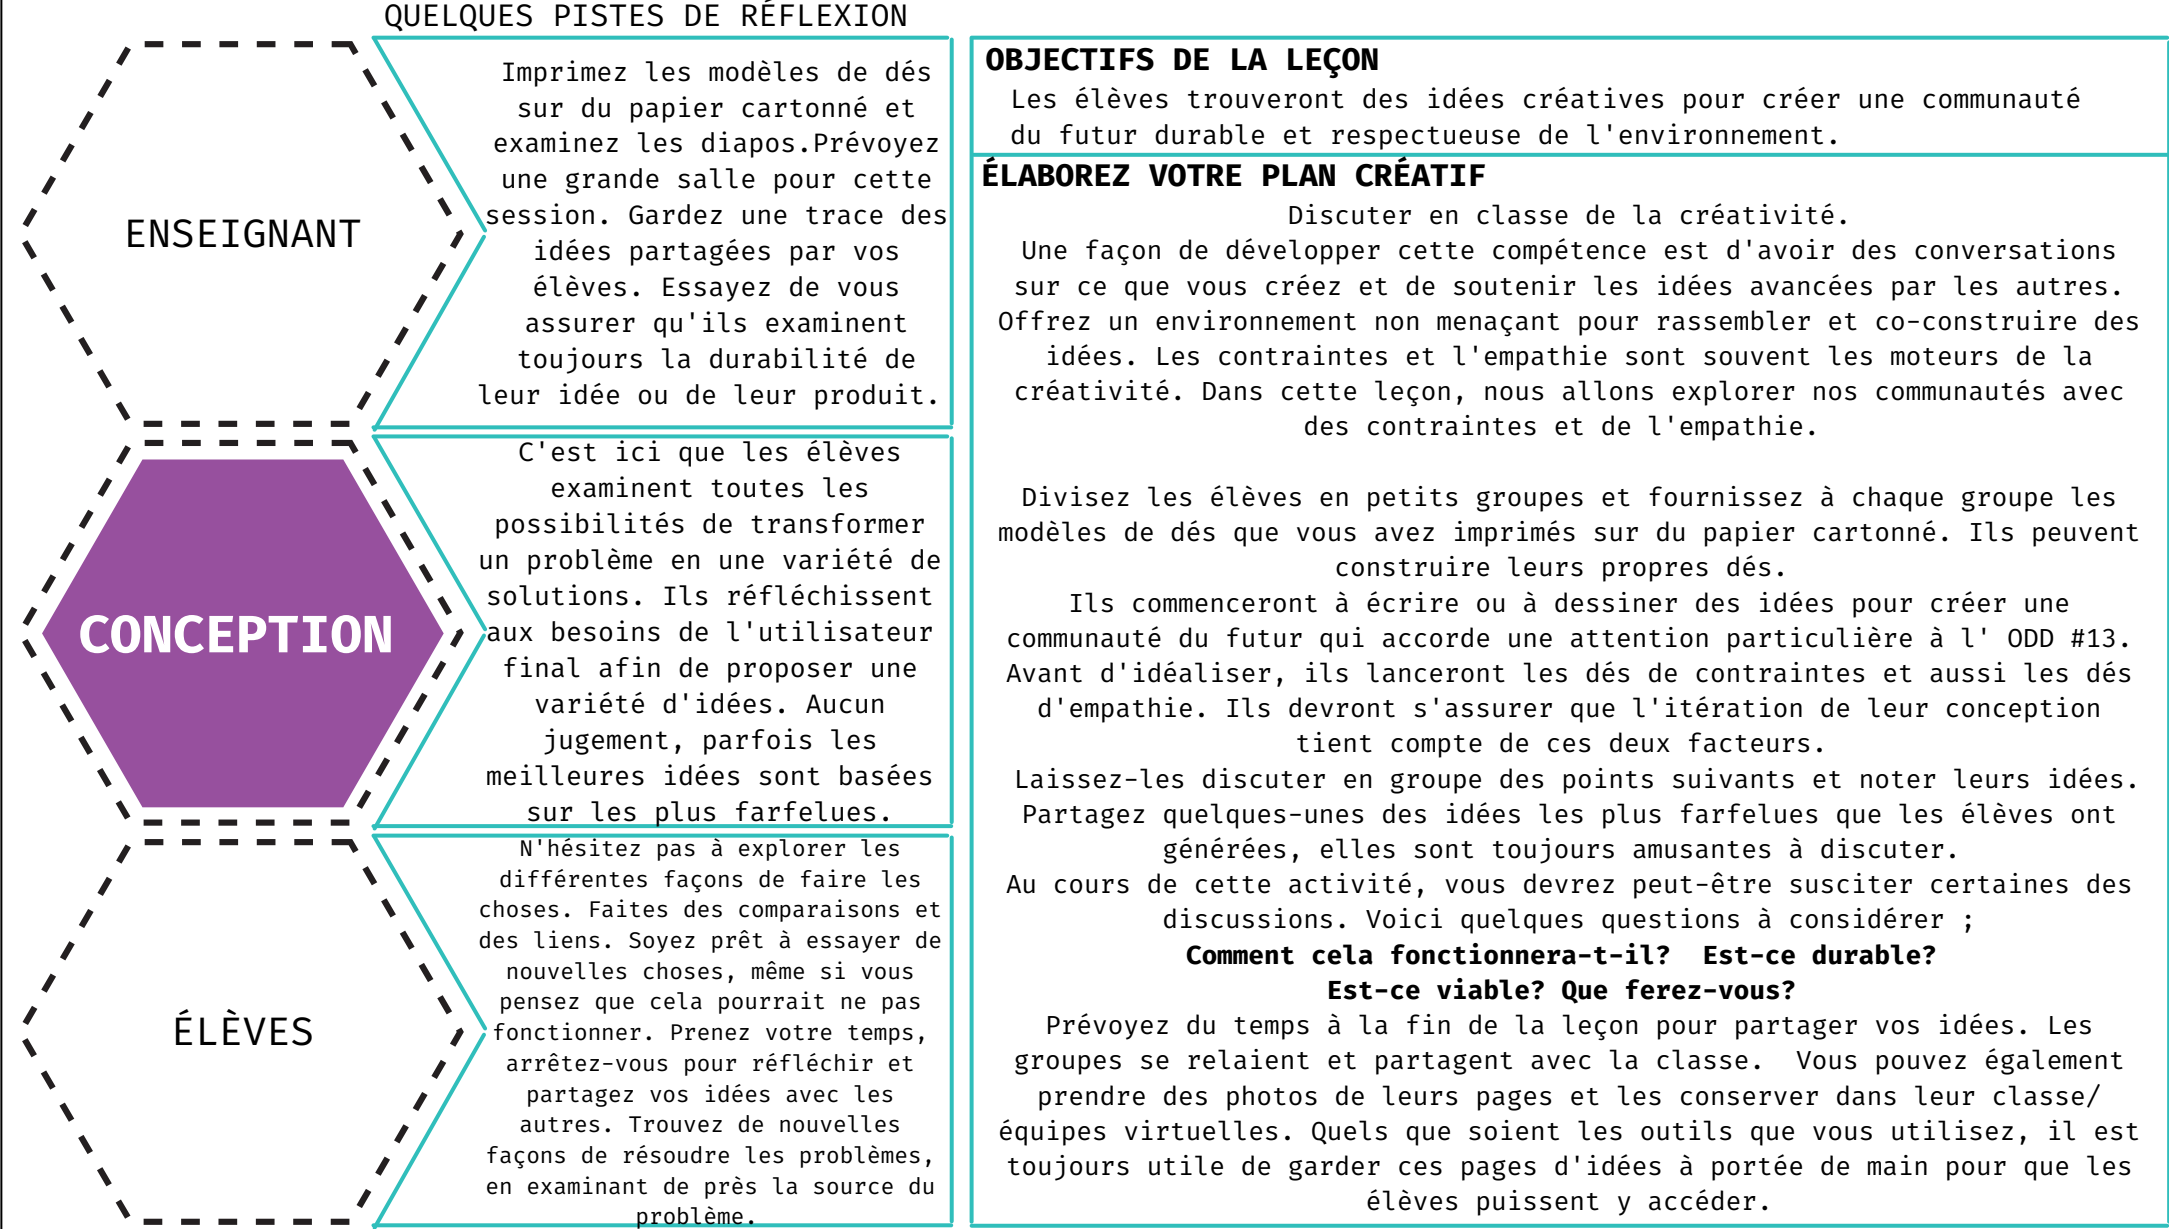 QUELQUES PISTES DE RÉFLEXION
ENSEIGNANT
Imprimez les modèles de dés
sur du papier cartonné et
examinez les diapos.Prévoyez
une grande salle pour cette
session. Gardez une trace des
idées partagées par vos
élèves. Essayez de vous
assurer qu'ils examinent
toujours la durabilité de
leur idée ou de leur produit.
CONCEPTION
C'est ici que les élèves
examinent toutes les
possibilités de transformer
un problème en une variété de
solutions. Ils réfléchissent
aux besoins de l'utilisateur
final afin de proposer une
variété d'idées. Aucun
jugement, parfois les
meilleures idées sont basées
sur les plus farfelues.
ÉLÈVES
N'hésitez pas à explorer les
différentes façons de faire les
choses. Faites des comparaisons et
des liens. Soyez prêt à essayer de
nouvelles choses, même si vous
pensez que cela pourrait ne pas
fonctionner. Prenez votre temps,
arrêtez-vous pour réfléchir et
partagez vos idées avec les
autres. Trouvez de nouvelles
façons de résoudre les problèmes,
en examinant de près la source du
problème.
OBJECTIFS DE LA LEÇON
Les élèves trouveront des idées créatives pour créer une communauté
du futur durable et respectueuse de l'environnement.
ÉLABOREZ VOTRE PLAN CRÉATIF
Discuter en classe de la créativité.
Une façon de développer cette compétence est d'avoir des conversations
sur ce que vous créez et de soutenir les idées avancées par les autres.
Offrez un environnement non menaçant pour rassembler et co-construire des
idées. Les contraintes et l'empathie sont souvent les moteurs de la
créativité. Dans cette leçon, nous allons explorer nos communautés avec
des contraintes et de l'empathie.
Divisez les élèves en petits groupes et fournissez à chaque groupe les
modèles de dés que vous avez imprimés sur du papier cartonné. Ils peuvent
construire leurs propres dés.
Ils commenceront à écrire ou à dessiner des idées pour créer une
communauté du futur qui accorde une attention particulière à l' ODD #13.
Avant d'idéaliser, ils lanceront les dés de contraintes et aussi les dés
d'empathie. Ils devront s'assurer que l'itération de leur conception
tient compte de ces deux facteurs.
Laissez-les discuter en groupe des points suivants et noter leurs idées.
Partagez quelques-unes des idées les plus farfelues que les élèves ont
générées, elles sont toujours amusantes à discuter.
Au cours de cette activité, vous devrez peut-être susciter certaines des
discussions. Voici quelques questions à considérer ;
Comment cela fonctionnera-t-il?  Est-ce durable?
Est-ce viable? Que ferez-vous?
Prévoyez du temps à la fin de la leçon pour partager vos idées. Les
groupes se relaient et partagent avec la classe.  Vous pouvez également
prendre des photos de leurs pages et les conserver dans leur classe/
équipes virtuelles. Quels que soient les outils que vous utilisez, il est
toujours utile de garder ces pages d'idées à portée de main pour que les
élèves puissent y accéder.